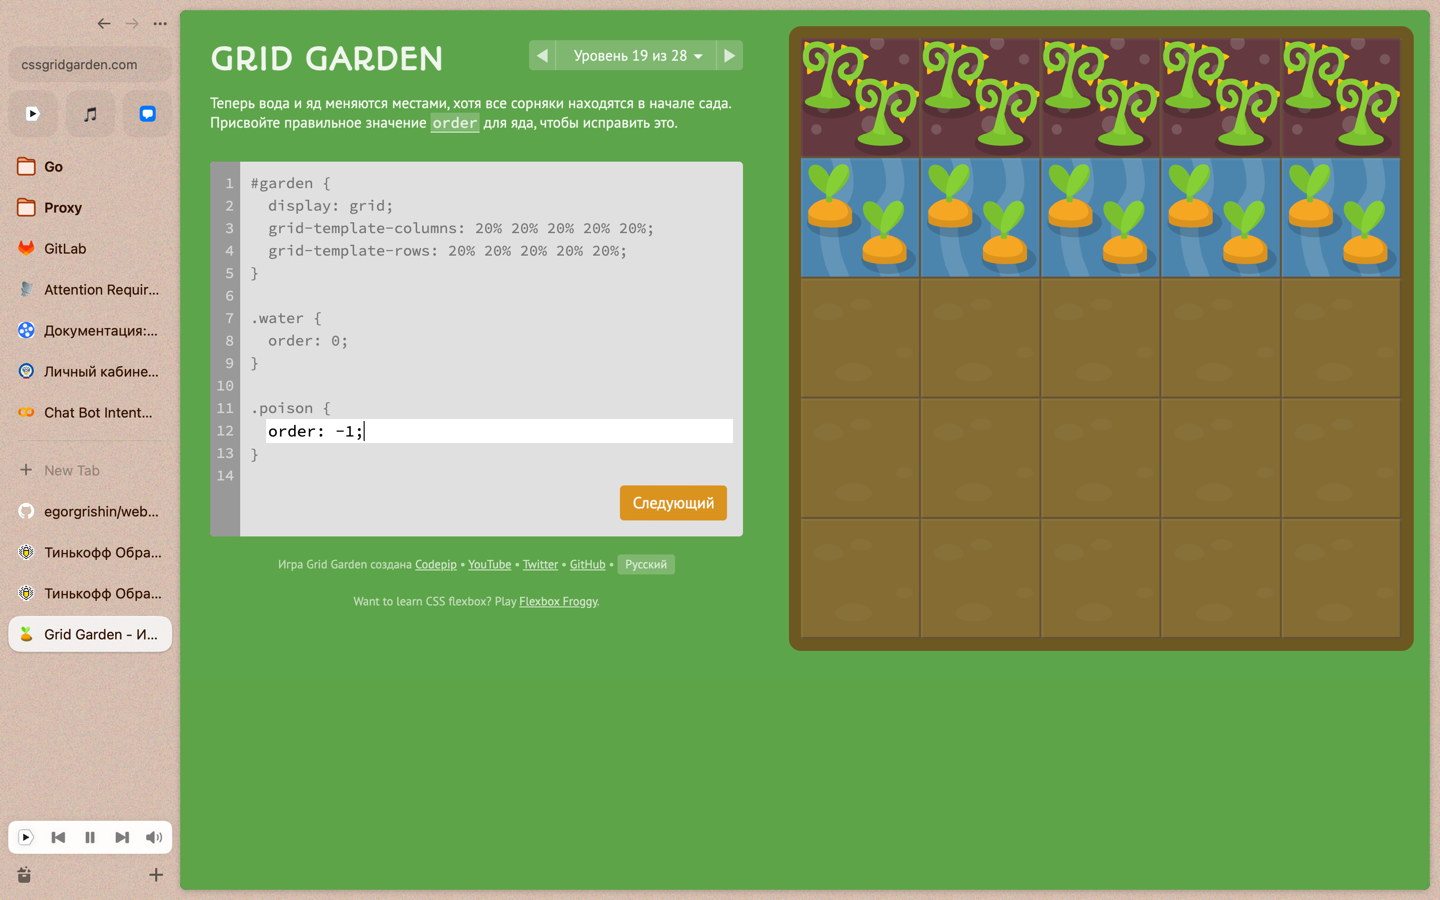 cssgridgarden.com
Go
Proxy
GitLab
Attention Requir...
Документация:...
Личный кабине...
Chat Bot Intent...
New Tab
egorgrishin/web...
Тинькофф Обра...
Тинькофф Обра...
Grid Garden - И...
GRID GARDEN
Уровень 19 из 28
Теперь вода и яд меняются местами, хотя все сорняки находятся в начале сада.
Присвойте правильное значение order для яда, чтобы исправить это.
1 #garden {
2 display: grid;
3 grid-template-columns: 20% 20% 20% 20% 20%;
4 grid-template-rows: 20% 20% 20% 20% 20%;
5 }
6
7 .water {
8 order: 0;
9 }
10
11 .poison {
12 order: -1;
13 }
14
Следующий
Игра Grid Garden создана Codepip • YouTube • Twitter • GitHub • Русский
Want to learn CSS flexbox? Play Flexbox Froggy.